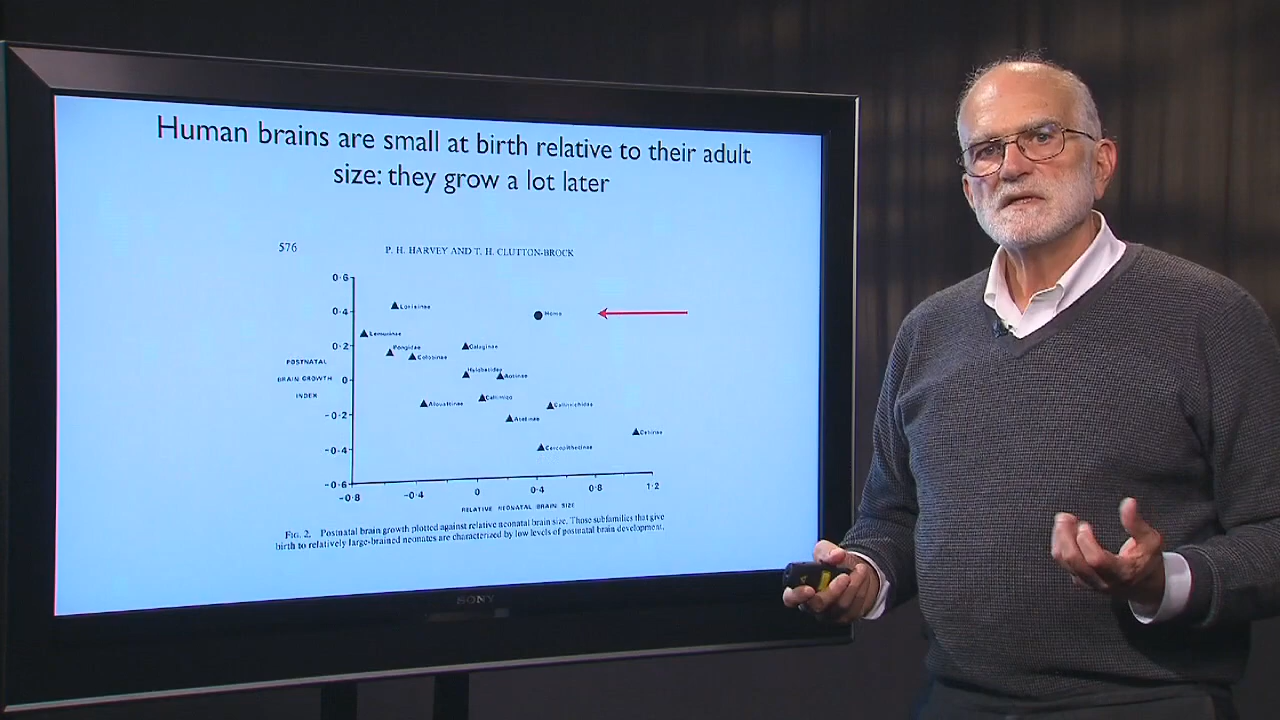 Human brains are small at birth relative to their adult
size: they grow a lot later
576 P. H. HARVEY AND T. H. CLUTTON-BROCK
0·6
Lorisinae
0·4
Homo
Lemurinae
0·2
Pongidae
Galaginae
Colobinae
POSTNATAL
Hylobatidae
BRAIN GROWTH
0
Aotinae
INDEX
Callimico
Alouattinae
Callitrichidae
-0·2
Atelinae
Cebinae
-0·4
Cercopithecinae
-0·6
-0·8 -0·4 0 0·4 0·8 1·2
RELATIVE NEONATAL BRAIN SIZE
FIG. 2. Postnatal brain growth plotted against relative neonatal brain size. Those subfamilies that give
birth to relatively large-brained neonates are characterized by low levels of postnatal brain development.
SONY